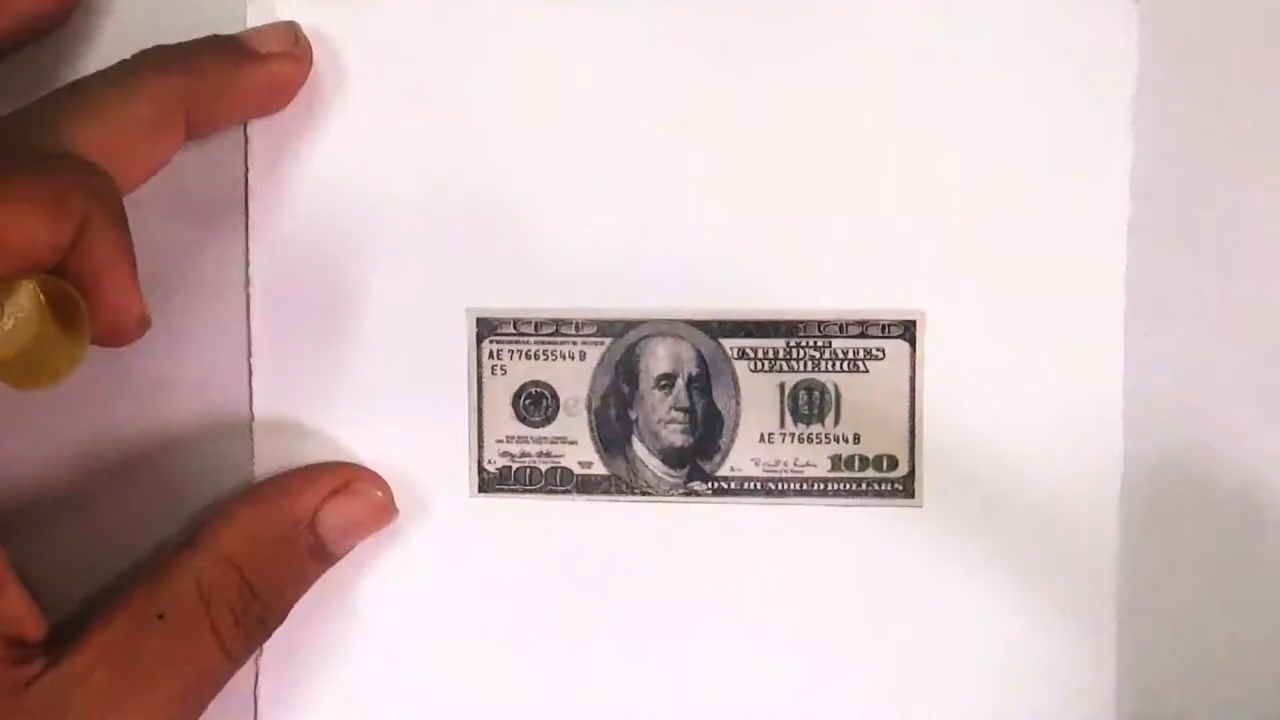 100 100
FEDERAL RESERVE NOTE
THE
UNITED STATES
OF AMERICA
AE 77665544 B
E5
AE 77665544 B
100
100
ONE HUNDRED DOLLARS